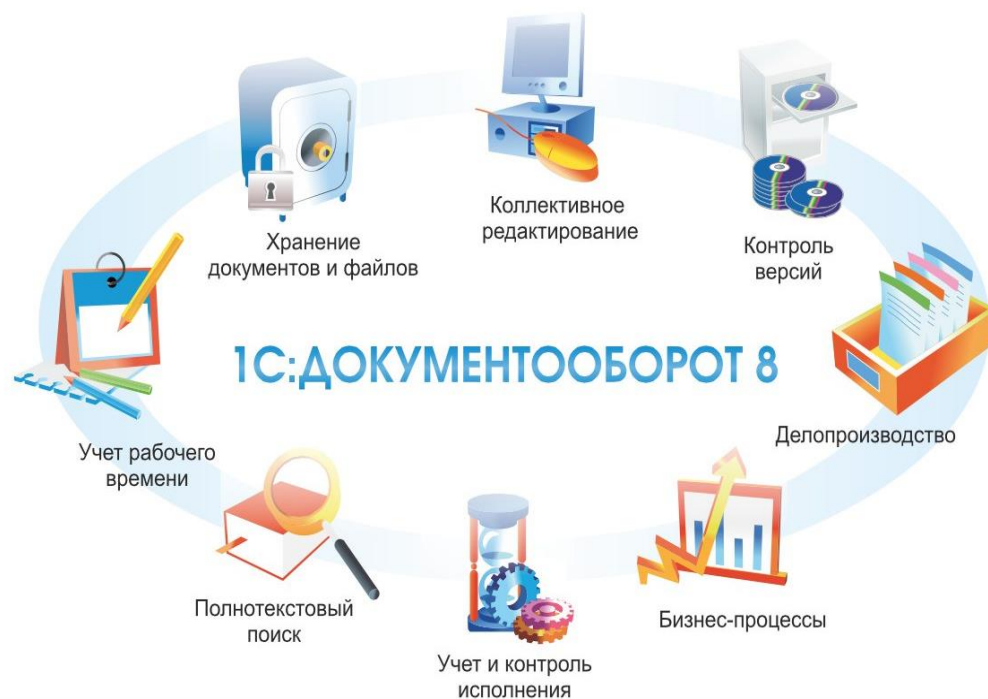 Хранение
документов и файлов
Коллективное
редактирование
Контроль
версий
1С:ДОКУМЕНТООБОРОТ 8
Учет рабочего
времени
Делопроизводство
Полнотекстовый
поиск
Учет и контроль
исполнения
Бизнес-процессы